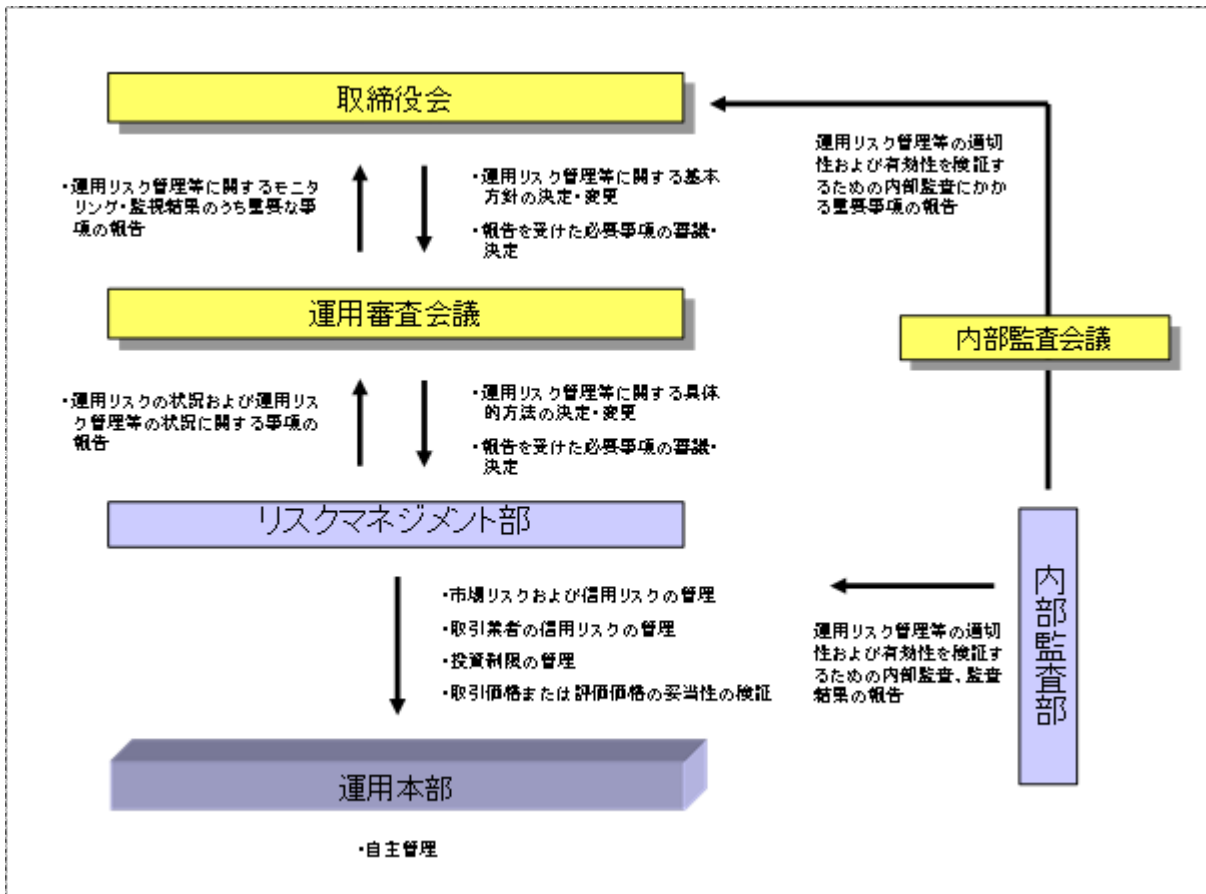 取締役会
・運用リスク管理等に関するモニ
タリング・監視結果のうち重要な事
項の報告
・運用リスク管理等に関する基本
方針の決定・変更
・報告を受けた必要事項の審議・
決定
運用リスク管理等の適切
性および有効性を検証す
るための内部監査にかか
る重要事項の報告
運用審査会議
内部監査会議
・運用リスクの状況および運用リス
ク管理等の状況に関する事項の
報告
・運用リスク管理等に関する具体
的方法の決定・変更
・報告を受けた必要事項の審議・
決定
リスクマネジメント部
・市場リスクおよび信用リスクの管理
・取引業者の信用リスクの管理
・投資制限の管理
・取引価格または評価価格の妥当性の検証
運用リスク管理等の適切
性および有効性を検証す
るための内部監査、監査
結果の報告
内部監査部
運用本部
・自主管理